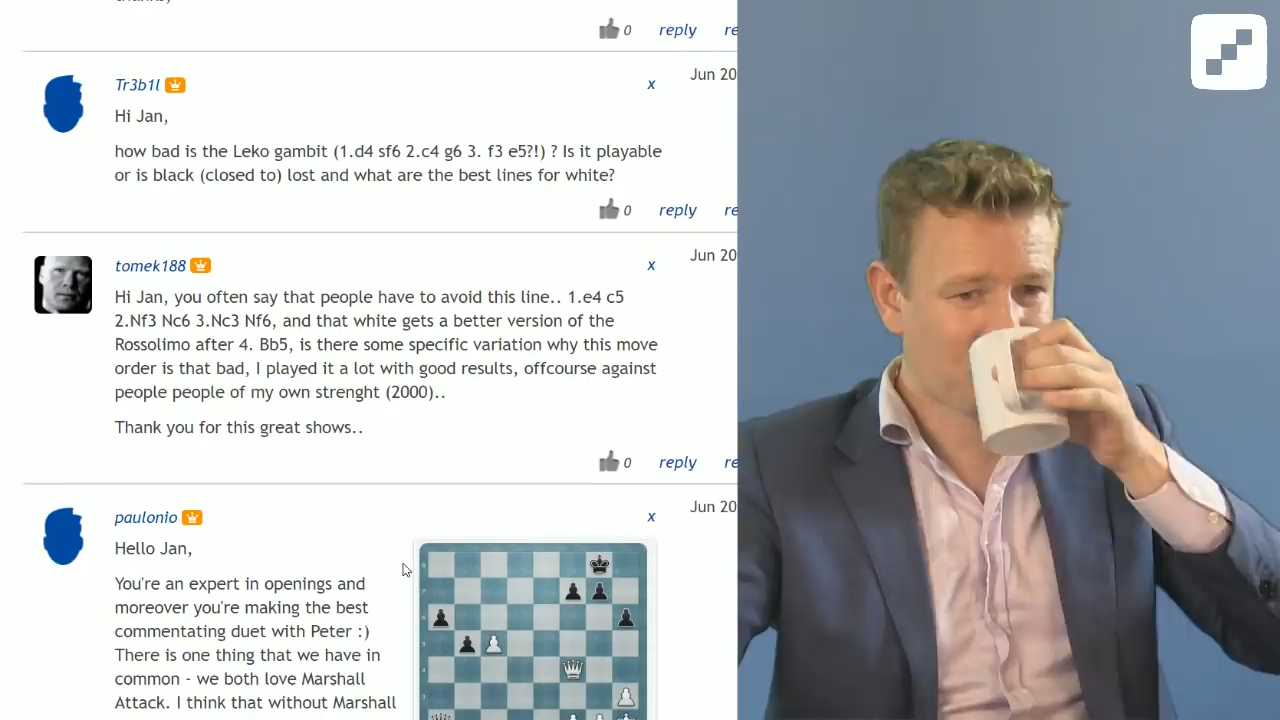 0 reply re
Tr3b1l x Jun 20
Hi Jan,
how bad is the Leko gambit (1.d4 sf6 2.c4 g6 3. f3 e5?!) ? Is it playable
or is black (closed to) lost and what are the best lines for white?
0 reply re
tomek188 x Jun 20
Hi Jan, you often say that people have to avoid this line.. 1.e4 c5
2.Nf3 Nc6 3.Nc3 Nf6, and that white gets a better version of the
Rossolimo after 4. Bb5, is there some specific variation why this move
order is that bad, I played it a lot with good results, offcourse against
people people of my own strenght (2000)..
Thank you for this great shows..
0 reply re
paulonio x Jun 20
Hello Jan,
You're an expert in openings and
moreover you're making the best
commentating duet with Peter :)
There is one thing that we have in
common - we both love Marshall
Attack. I think that without Marshall